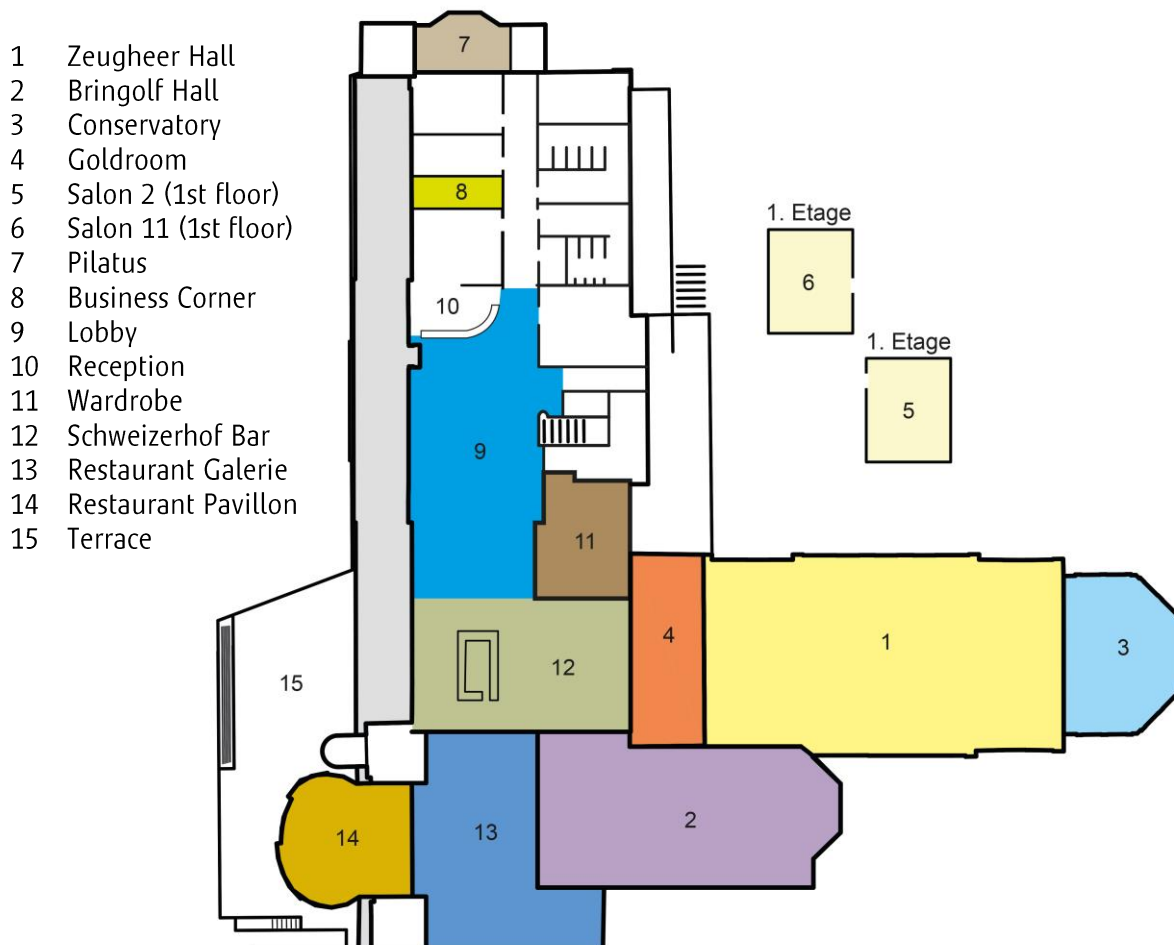 1 Zeugheer Hall
2 Bringolf Hall
3 Conservatory
4 Goldroom
5 Salon 2 (1st floor)
6 Salon 11 (1st floor)
7 Pilatus
8 Business Corner
9 Lobby
10 Reception
11 Wardrobe
12 Schweizerhof Bar
13 Restaurant Galerie
14 Restaurant Pavillon
15 Terrace
7
8
1. Etage
6
10
1. Etage
5
9
11
4
1
3
12
15
2
13
14